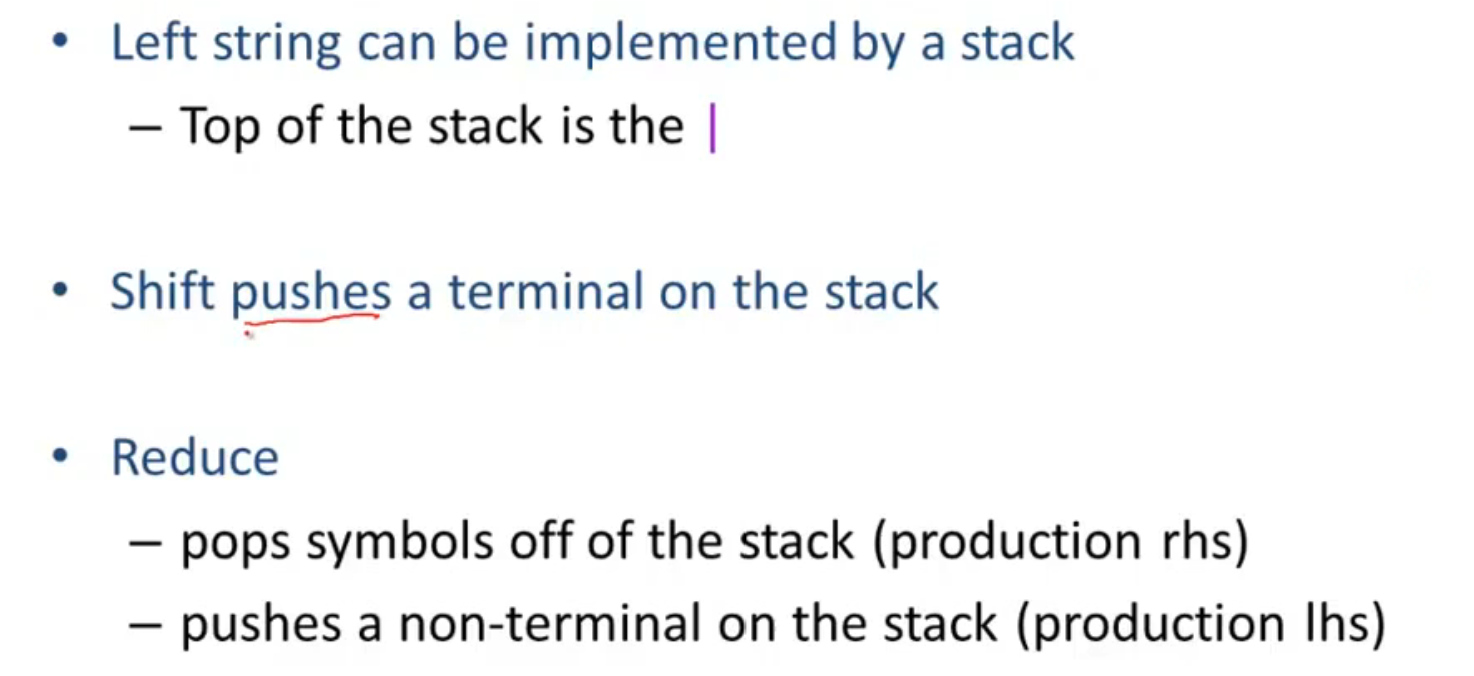 • Left string can be implemented by a stack
– Top of the stack is the |
• Shift pushes a terminal on the stack
• Reduce
– pops symbols off of the stack (production rhs)
– pushes a non-terminal on the stack (production lhs)